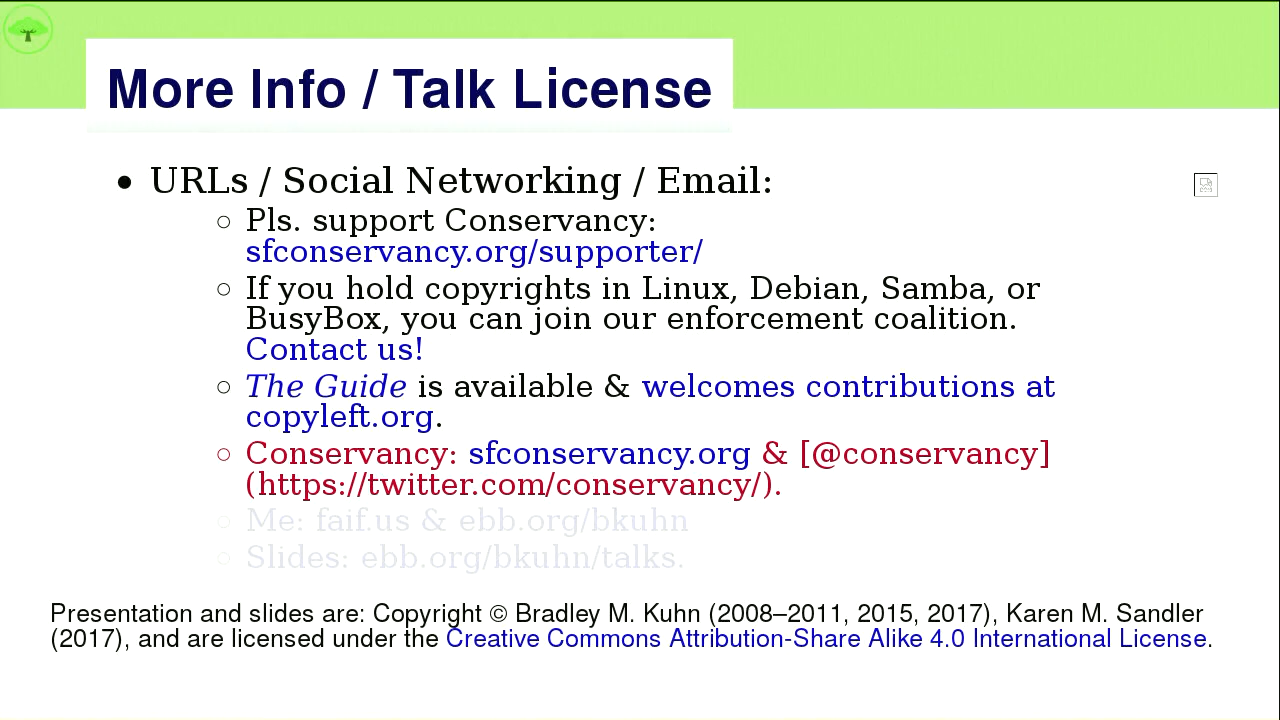 More Info / Talk License
URLs / Social Networking / Email:
Pls. support Conservancy:
sfconservancy.org/supporter/
If you hold copyrights in Linux, Debian, Samba, or
BusyBox, you can join our enforcement coalition.
Contact us!
The Guide is available & welcomes contributions at
copyleft.org.
Conservancy: sfconservancy.org & [@conservancy]
(https://twitter.com/conservancy/).
Me: faif.us & ebb.org/bkuhn
Slides: ebb.org/bkuhn/talks.
Presentation and slides are: Copyright © Bradley M. Kuhn (2008–2011, 2015, 2017), Karen M. Sandler
(2017), and are licensed under the Creative Commons Attribution-Share Alike 4.0 International License.